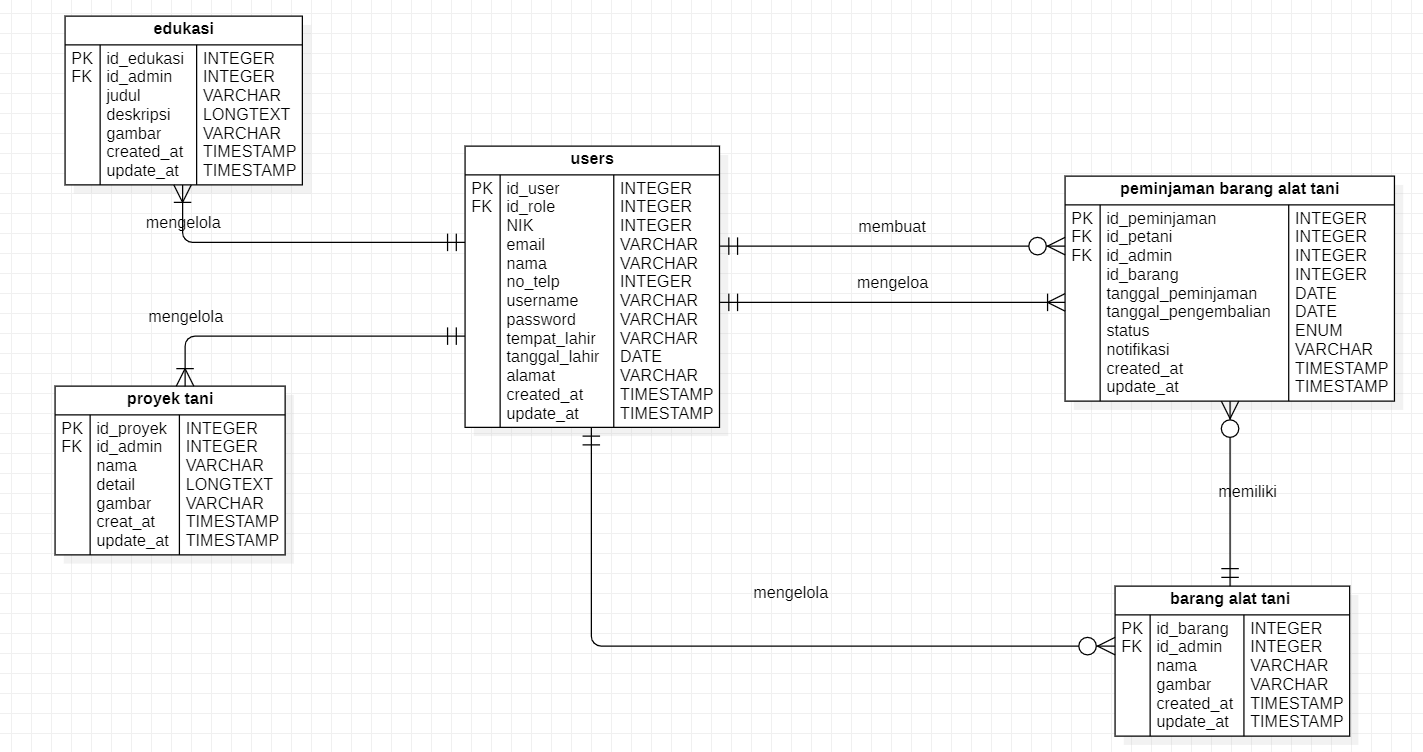 edukasi
PK id_edukasi INTEGER
FK id_admin INTEGER
judul VARCHAR
deskripsi LONGTEXT
gambar VARCHAR
created_at TIMESTAMP
update_at TIMESTAMP
mengelola
users
PK id_user INTEGER
FK id_role INTEGER
NIK INTEGER
email VARCHAR
nama VARCHAR
no_telp INTEGER
username VARCHAR
password VARCHAR
tempat_lahir VARCHAR
tanggal_lahir DATE
alamat VARCHAR
created_at TIMESTAMP
update_at TIMESTAMP
membuat
mengeloa
peminjaman barang alat tani
PK id_peminjaman INTEGER
FK id_petani INTEGER
FK id_admin INTEGER
id_barang INTEGER
tanggal_peminjaman DATE
tanggal_pengembalian DATE
status ENUM
notifikasi VARCHAR
created_at TIMESTAMP
update_at TIMESTAMP
mengelola
proyek tani
PK id_proyek INTEGER
FK id_admin INTEGER
nama VARCHAR
detail LONGTEXT
gambar VARCHAR
creat_at TIMESTAMP
update_at TIMESTAMP
memiliki
mengelola
barang alat tani
PK id_barang INTEGER
FK id_admin INTEGER
nama VARCHAR
gambar VARCHAR
created_at TIMESTAMP
update_at TIMESTAMP